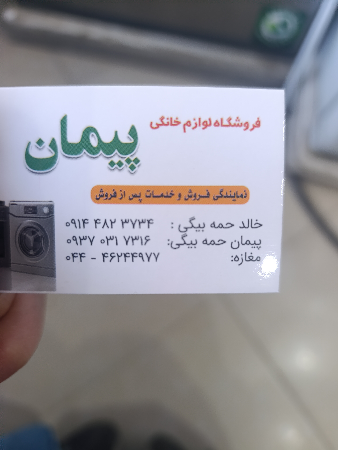 فروشگاه لوازم خانگی
پیمان
نمایندگی فروش و خدمات پس از فروش
خالد حمه بیگی : ۰۹۱۴ ۴۸۲ ۳۷۳۴
پیمان حمه بیگی: ۰۹۳۷ ۰۳۱ ۷۳۱۶
مغازه: ۰۴۴ - ۴۶۲۴۴۹۷۷